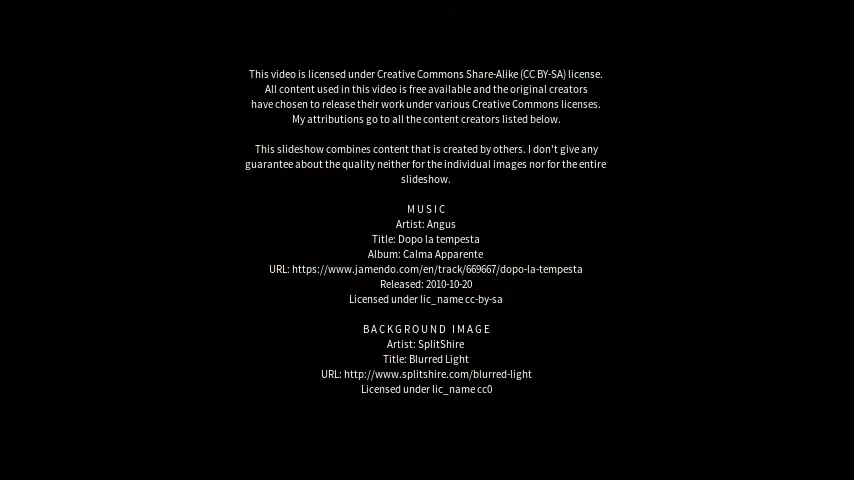 This video is licensed under Creative Commons Share-Alike (CC BY-SA) license.
All content used in this video is free available and the original creators
have chosen to release their work under various Creative Commons licenses.
My attributions go to all the content creators listed below.
This slideshow combines content that is created by others. I don't give any
guarantee about the quality neither for the individual images nor for the entire
slideshow.
MUSIC
Artist: Angus
Title: Dopo la tempesta
Album: Calma Apparente
URL: https://www.jamendo.com/en/track/669667/dopo-la-tempesta
Released: 2010-10-20
Licensed under lic_name cc-by-sa
BACKGROUND IMAGE
Artist: SplitShire
Title: Blurred Light
URL: http://www.splitshire.com/blurred-light
Licensed under lic_name cc0